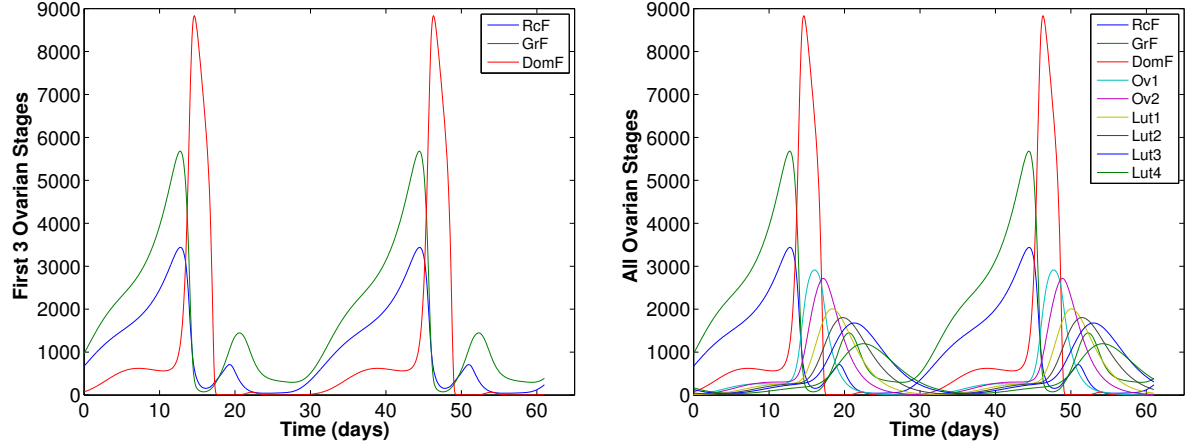 First 3 Ovarian Stages
9000
8000
7000
6000
5000
4000
3000
2000
1000
0
0 10 20 30 40 50 60
Time (days)
RcF
GrF
DomF
All Ovarian Stages
9000
8000
7000
6000
5000
4000
3000
2000
1000
0
0 10 20 30 40 50 60
Time (days)
RcF
GrF
DomF
Ov1
Ov2
Lut1
Lut2
Lut3
Lut4